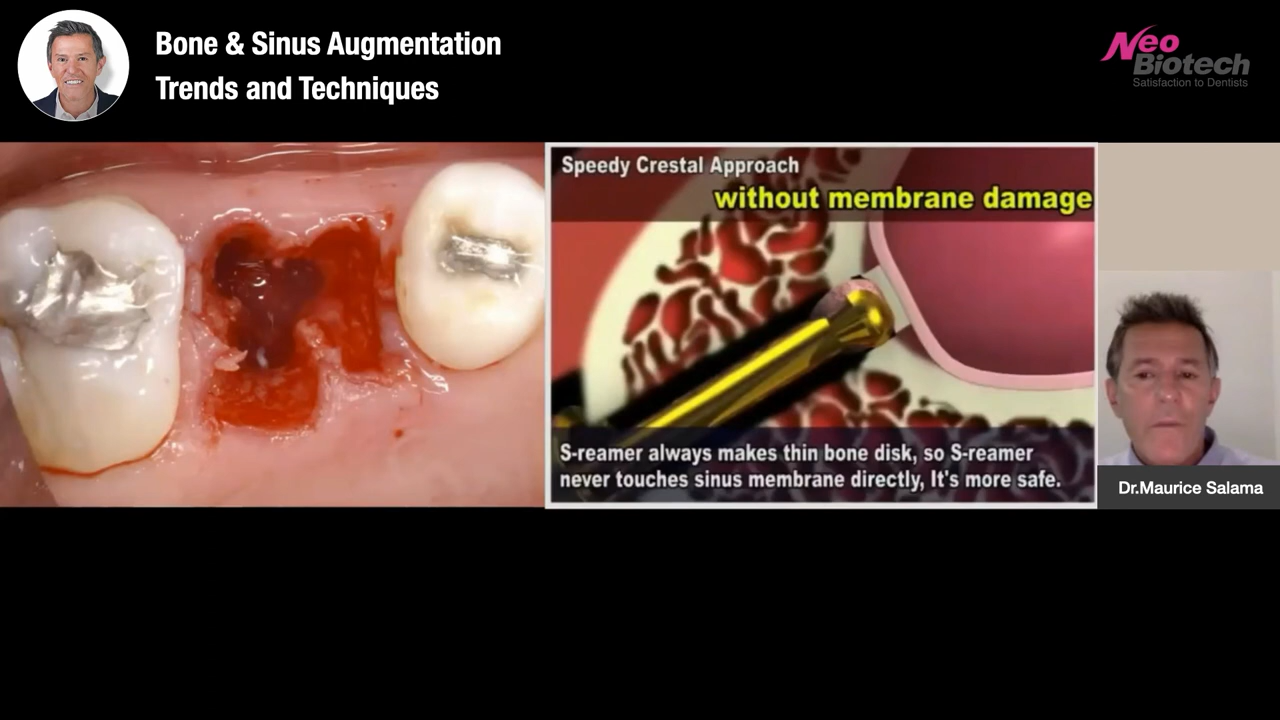 Bone & Sinus Augmentation
Trends and Techniques
Neo
Biotech
Satisfaction to Dentists
Speedy Crestal Approach
without membrane damage
S-reamer always makes thin bone disk, so S-reamer
never touches sinus membrane directly, It's more safe.
Dr.Maurice Salama